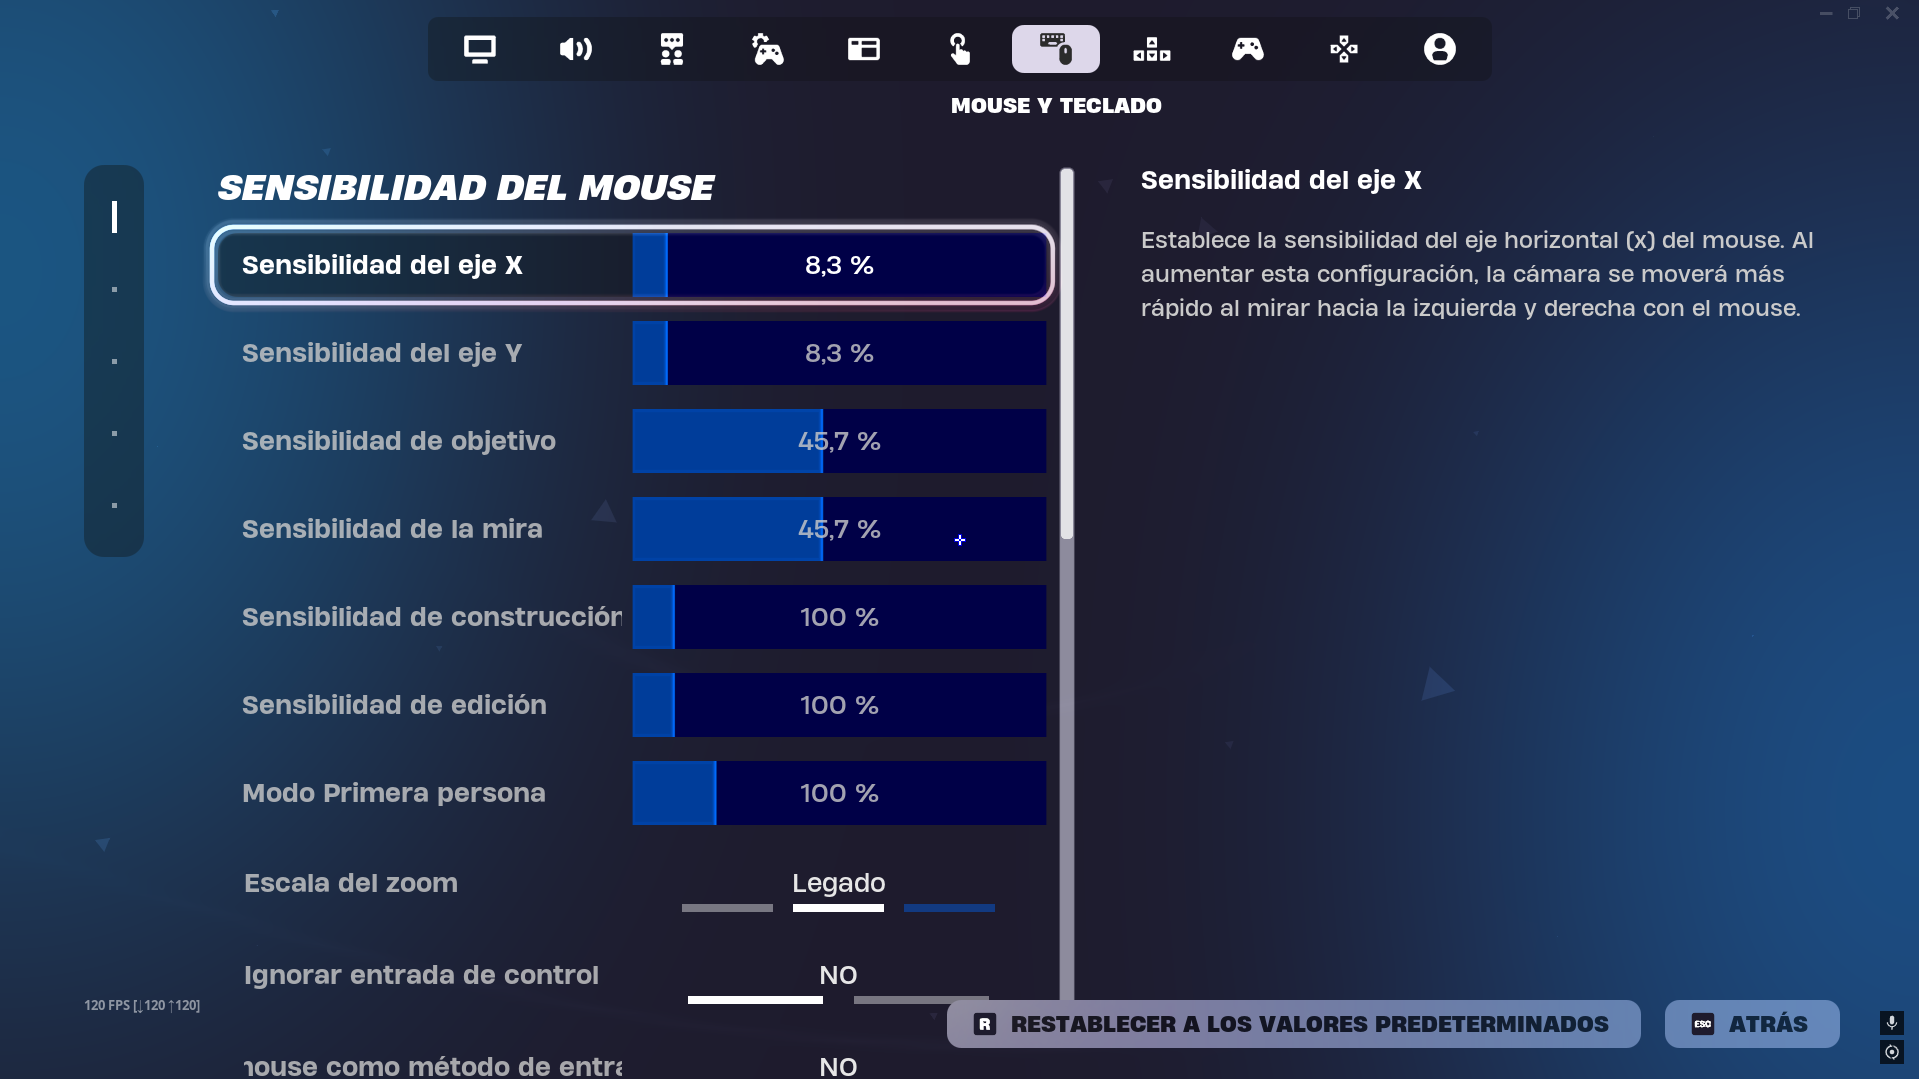 MOUSE Y TECLADO
SENSIBILIDAD DEL MOUSE
Sensibilidad del eje X
8,3 %
Sensibilidad del eje Y
8,3 %
Sensibilidad de objetivo
45,7 %
Sensibilidad de la mira
45,7 %
Sensibilidad de construcción
100 %
Sensibilidad de edición
100 %
Modo Primera persona
100 %
Escala del zoom
Legado
Ignorar entrada de control
NO
mouse como método de entra
NO
Sensibilidad del eje X
Establece la sensibilidad del eje horizontal (x) del mouse. Al
aumentar esta configuración, la cámara se moverá más
rápido al mirar hacia la izquierda y derecha con el mouse.
120 FPS [↓120 ↑120]
R RESTABLECER A LOS VALORES PREDETERMINADOS
ESC ATRÁS